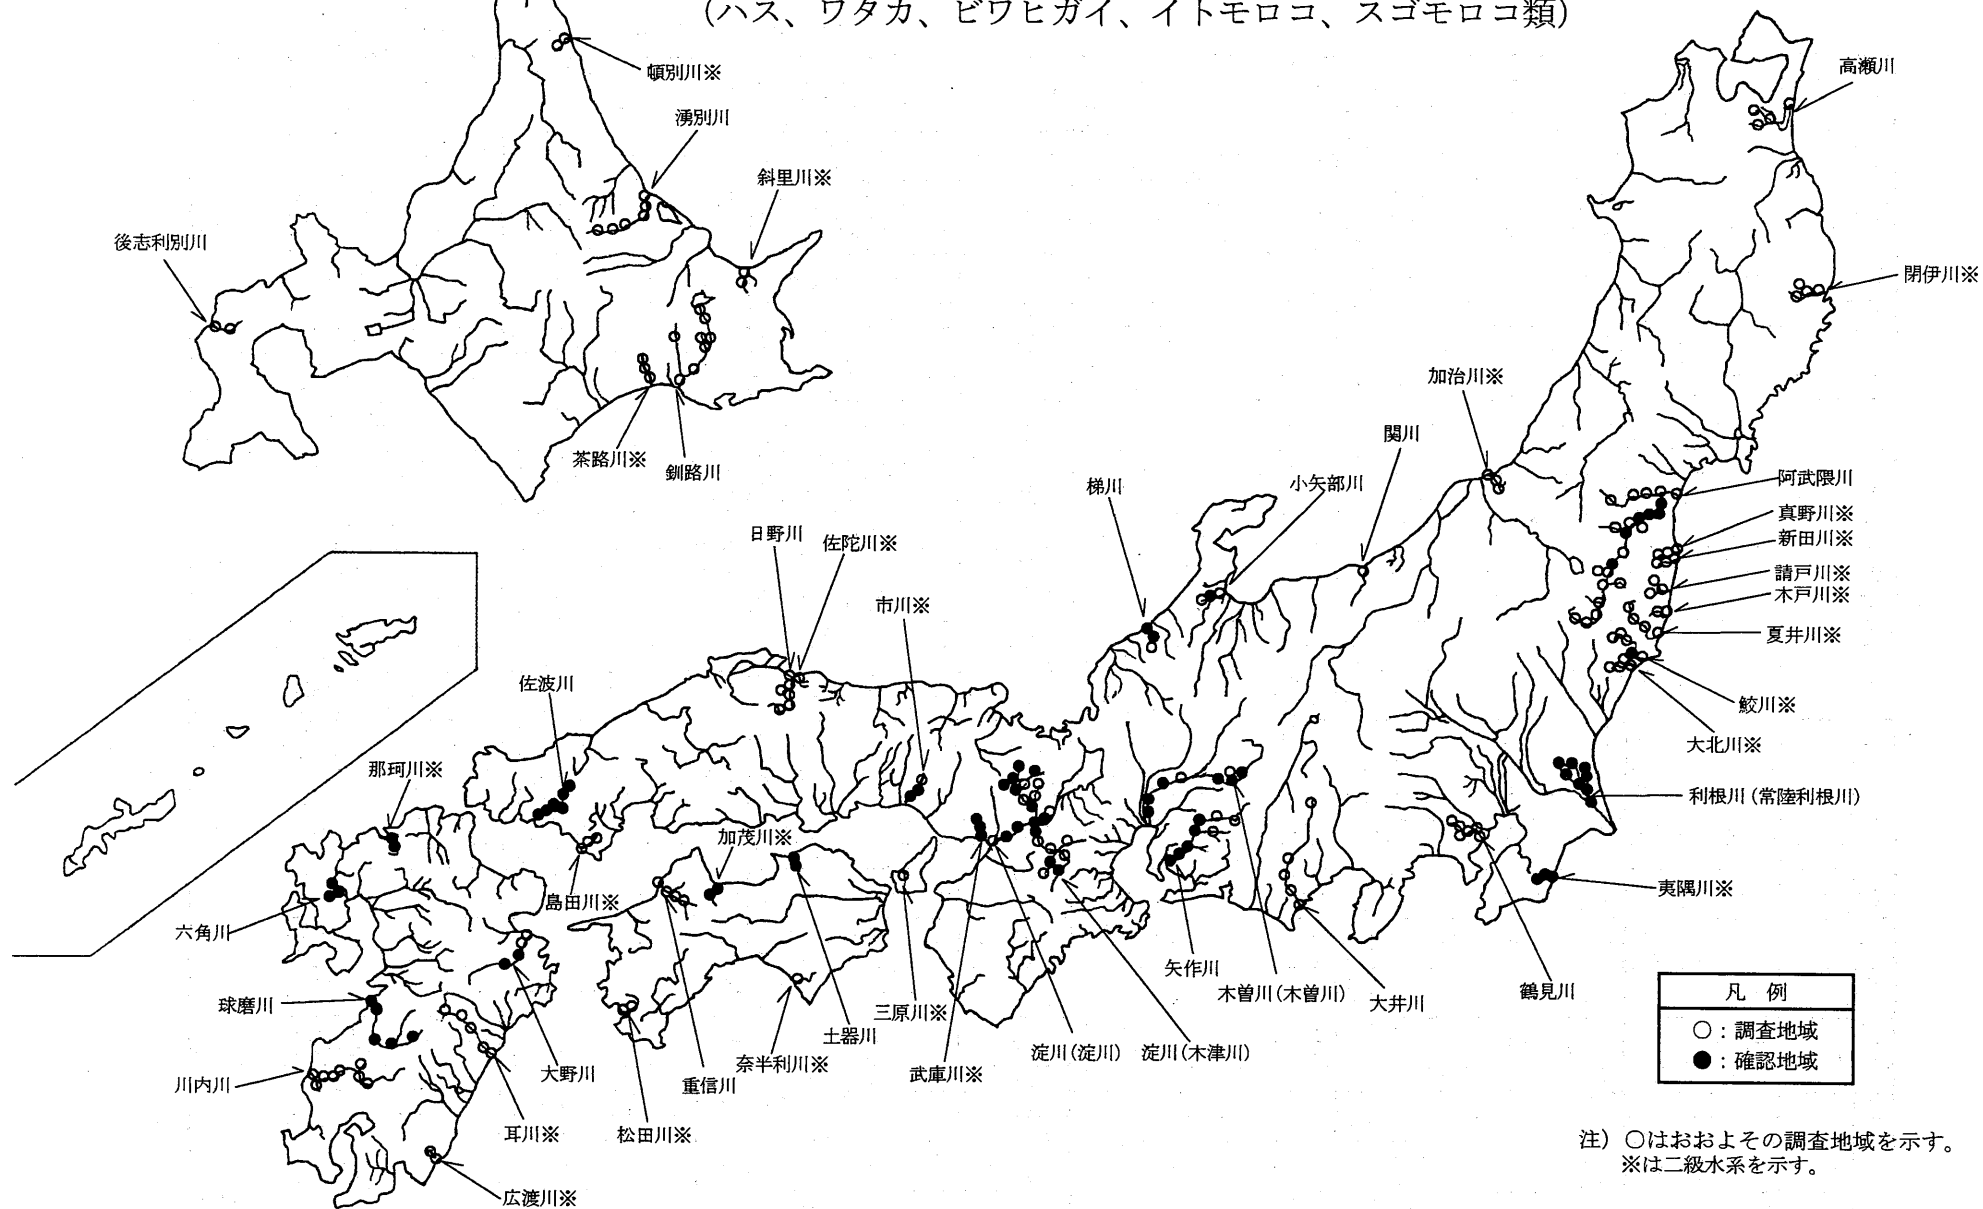 (ハス、ワタカ、ビワヒガイ、イトモロコ、スゴモロコ類)
頓別川※
湧別川
斜里川※
後志利別川
茶路川※
釧路川
高瀬川
閉伊川※
加治川※
関川
小矢部川
梯川
阿武隈川
真野川※
新田川※
請戸川※
木戸川※
夏井川※
鮫川※
大北川※
利根川(常陸利根川)
夷隅川※
鶴見川
大井川
木曽川(木曽川)
矢作川
淀川(木津川)
淀川(淀川)
武庫川※
三原川※
日野川
佐陀川※
市川※
佐波川
島田川※
加茂川※
土器川
奈半利川※
重信川
松田川※
那珂川※
六角川
球磨川
川内川
大野川
耳川※
広渡川※
凡 例
○:調査地域
●:確認地域
注)○はおおよその調査地域を示す。
※は二級水系を示す。